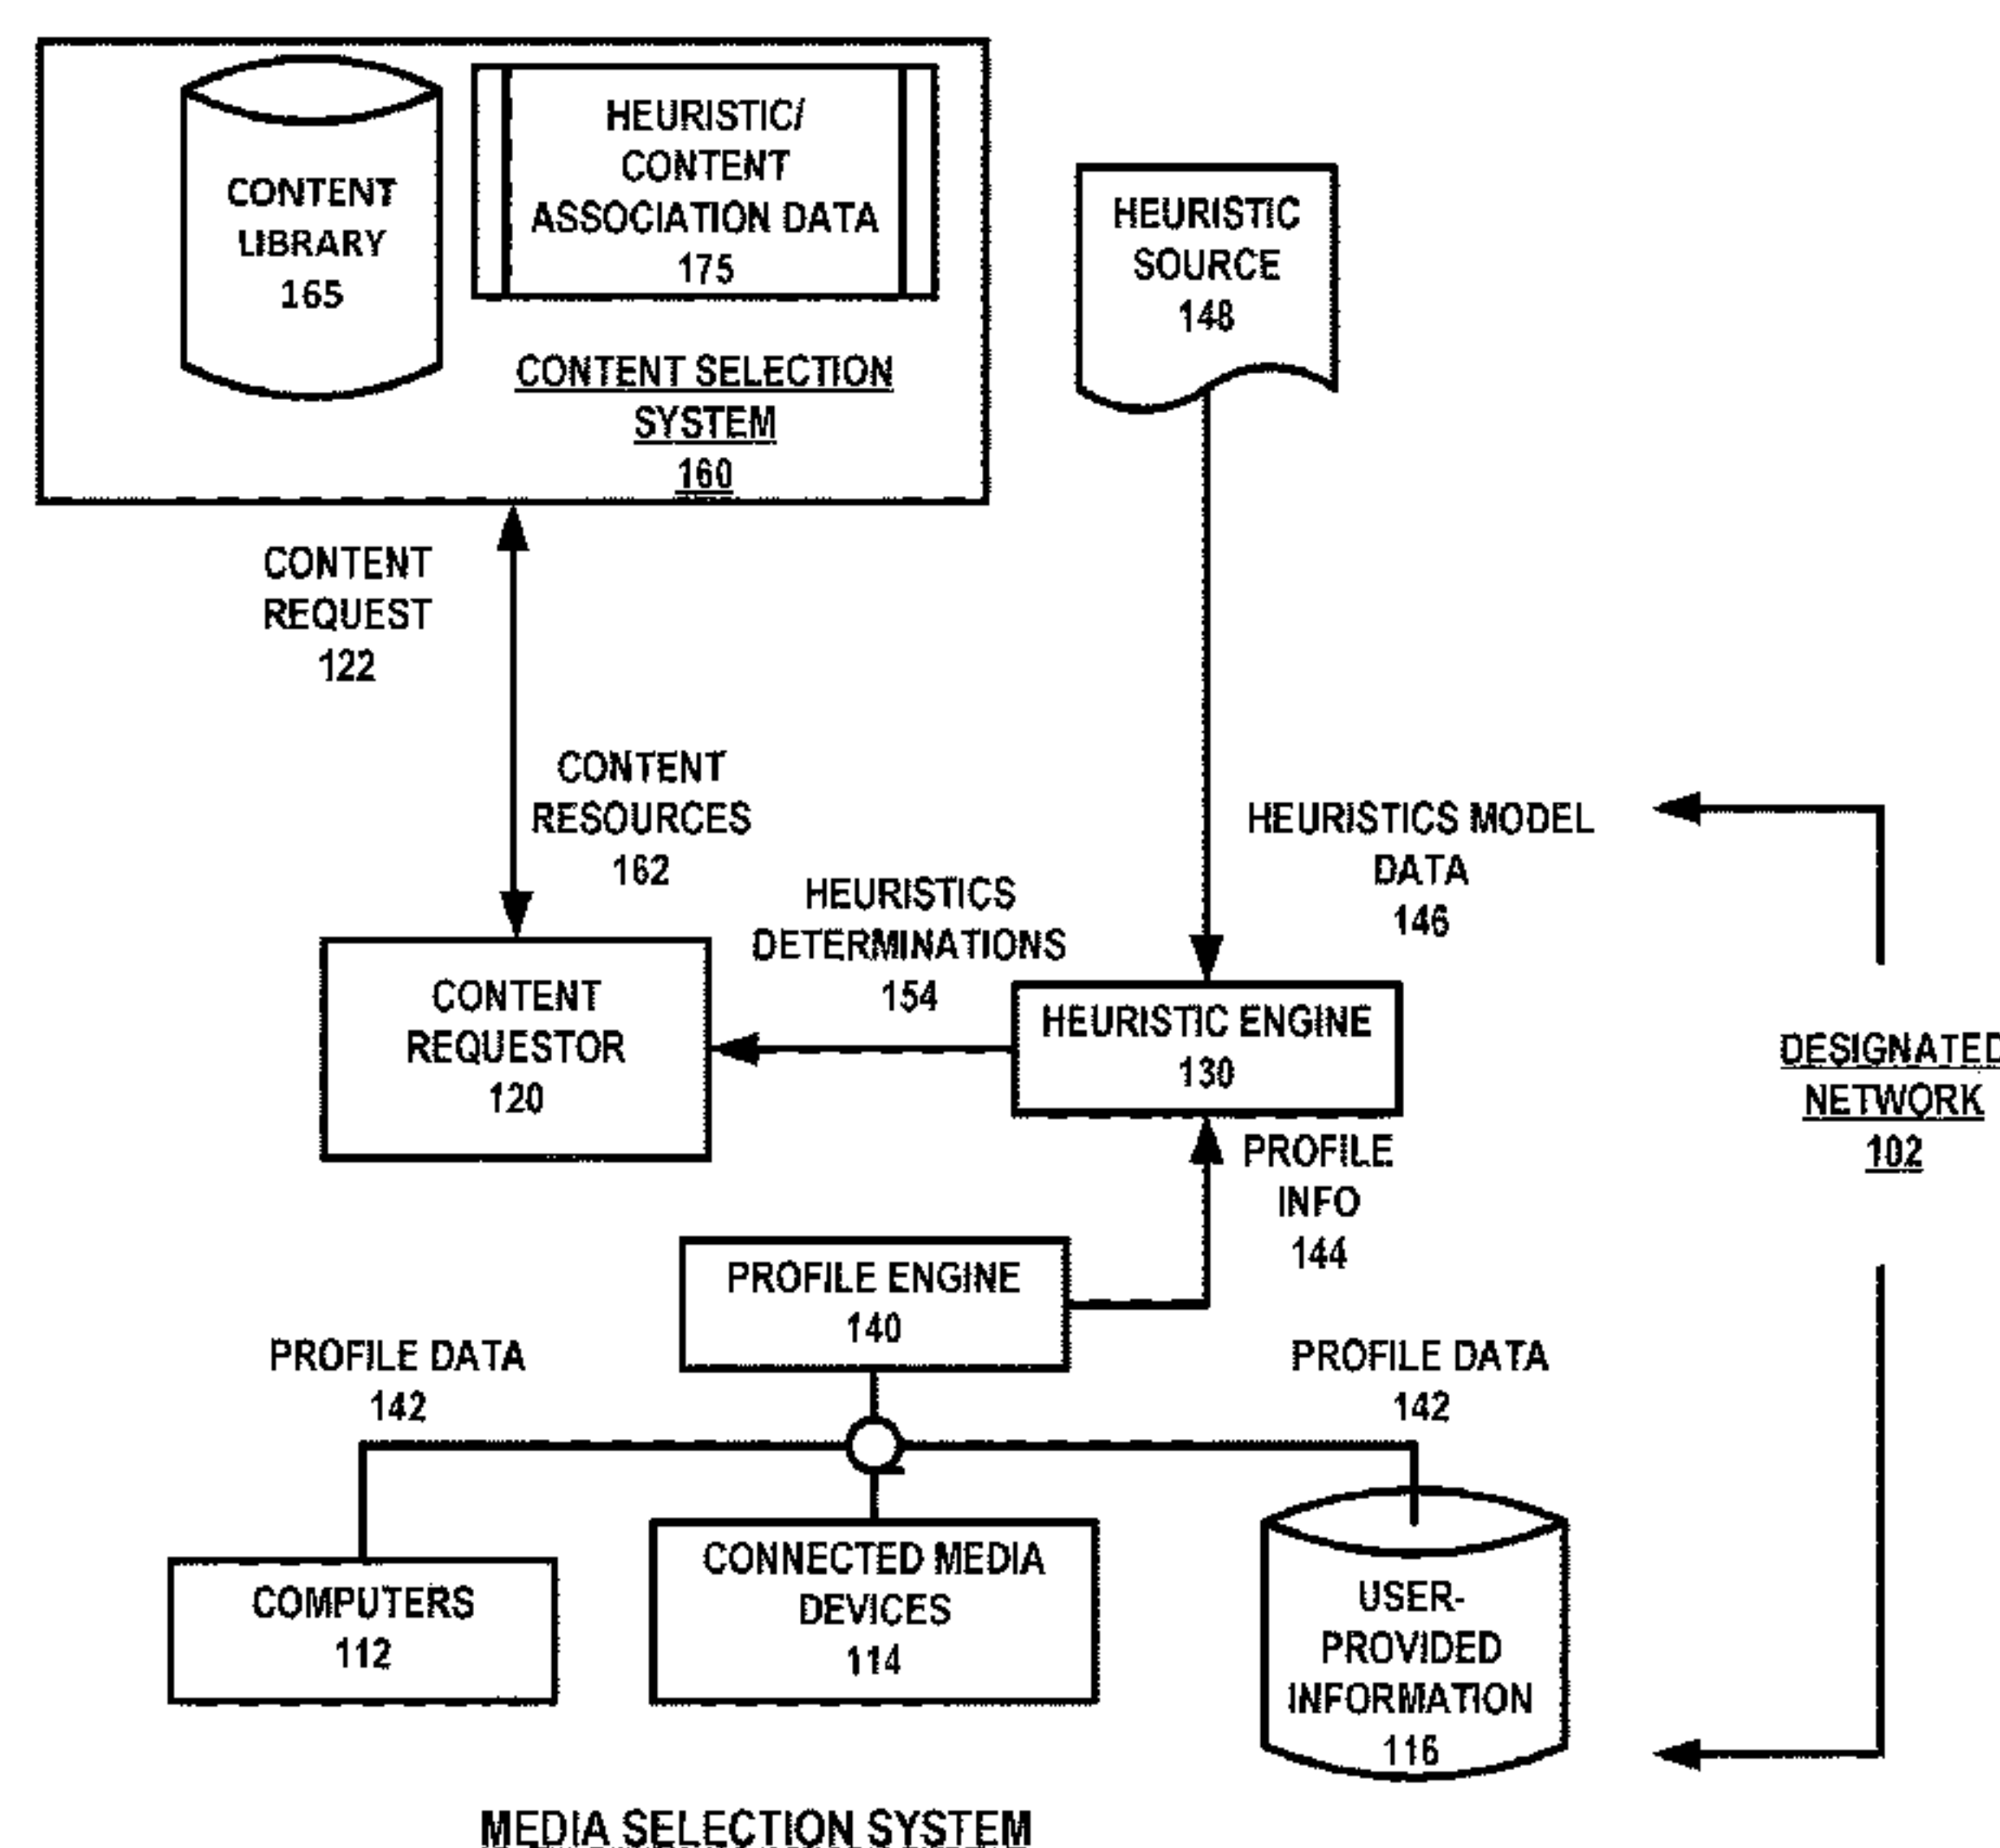 CONTENT
LIBRARY
165
HEURISTIC/
CONTENT
ASSOCIATION DATA
175
CONTENT SELECTION
SYSTEM
160
HEURISTIC
SOURCE
148
CONTENT
REQUEST
122
CONTENT
RESOURCES
162
HEURISTICS MODEL
DATA
146
HEURISTICS
DETERMINATIONS
154
CONTENT
REQUESTOR
120
HEURISTIC ENGINE
130
DESIGNATED
NETWORK
102
PROFILE
INFO
144
PROFILE ENGINE
140
PROFILE DATA
142
PROFILE DATA
142
COMPUTERS
112
CONNECTED MEDIA
DEVICES
114
USER-
PROVIDED
INFORMATION
116
MEDIA SELECTION SYSTEM